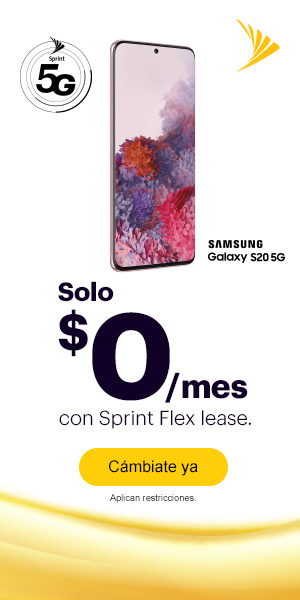 Sprint
5G
SAMSUNG
Galaxy S20 5G
Solo
$0/mes
con Sprint Flex lease.
Cámbiate ya
Aplican restricciones.